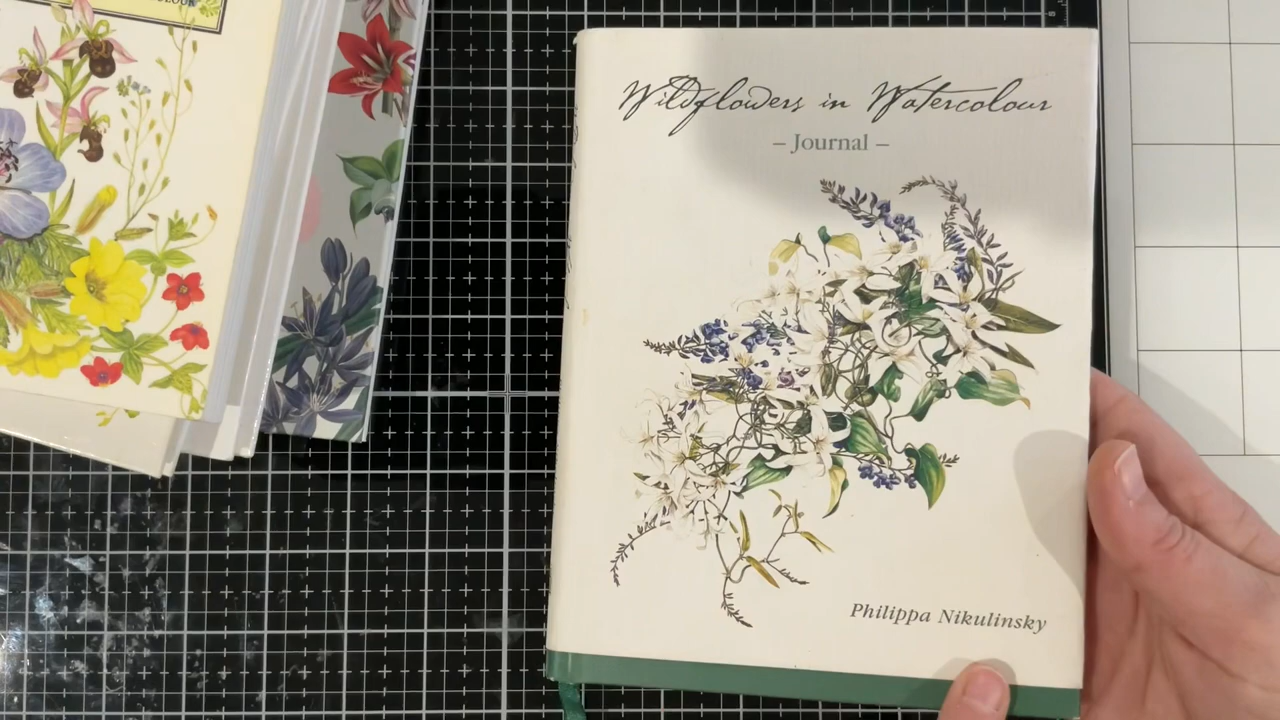 Wildflowers in Watercolour
– Journal –
Philippa Nikulinsky